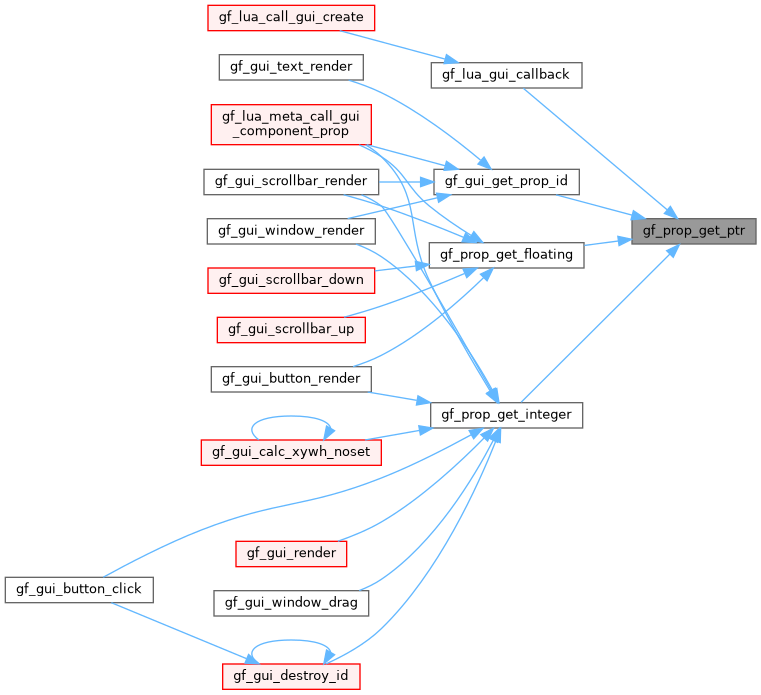 gf_lua_call_gui_create
gf_gui_text_render
gf_lua_gui_callback
gf_lua_meta_call_gui
_component_prop
gf_gui_scrollbar_render
gf_gui_get_prop_id
gf_gui_window_render
gf_prop_get_ptr
gf_prop_get_floating
gf_gui_scrollbar_down
gf_gui_scrollbar_up
gf_gui_button_render
gf_prop_get_integer
gf_gui_calc_xywh_noset
gf_gui_render
gf_gui_button_click
gf_gui_window_drag
gf_gui_destroy_id